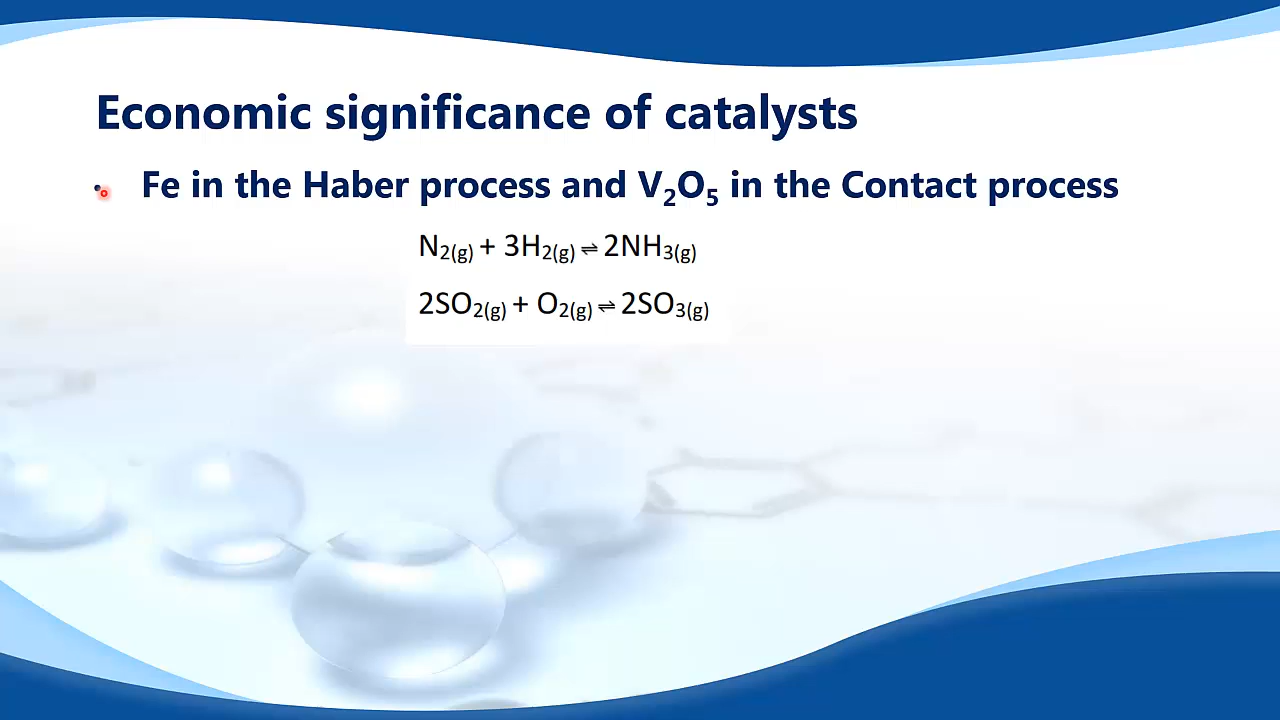 Economic significance of catalysts
• Fe in the Haber process and V₂O₅ in the Contact process
N₂(g) + 3H₂(g) ⇌ 2NH₃(g)
2SO₂(g) + O₂(g) ⇌ 2SO₃(g)